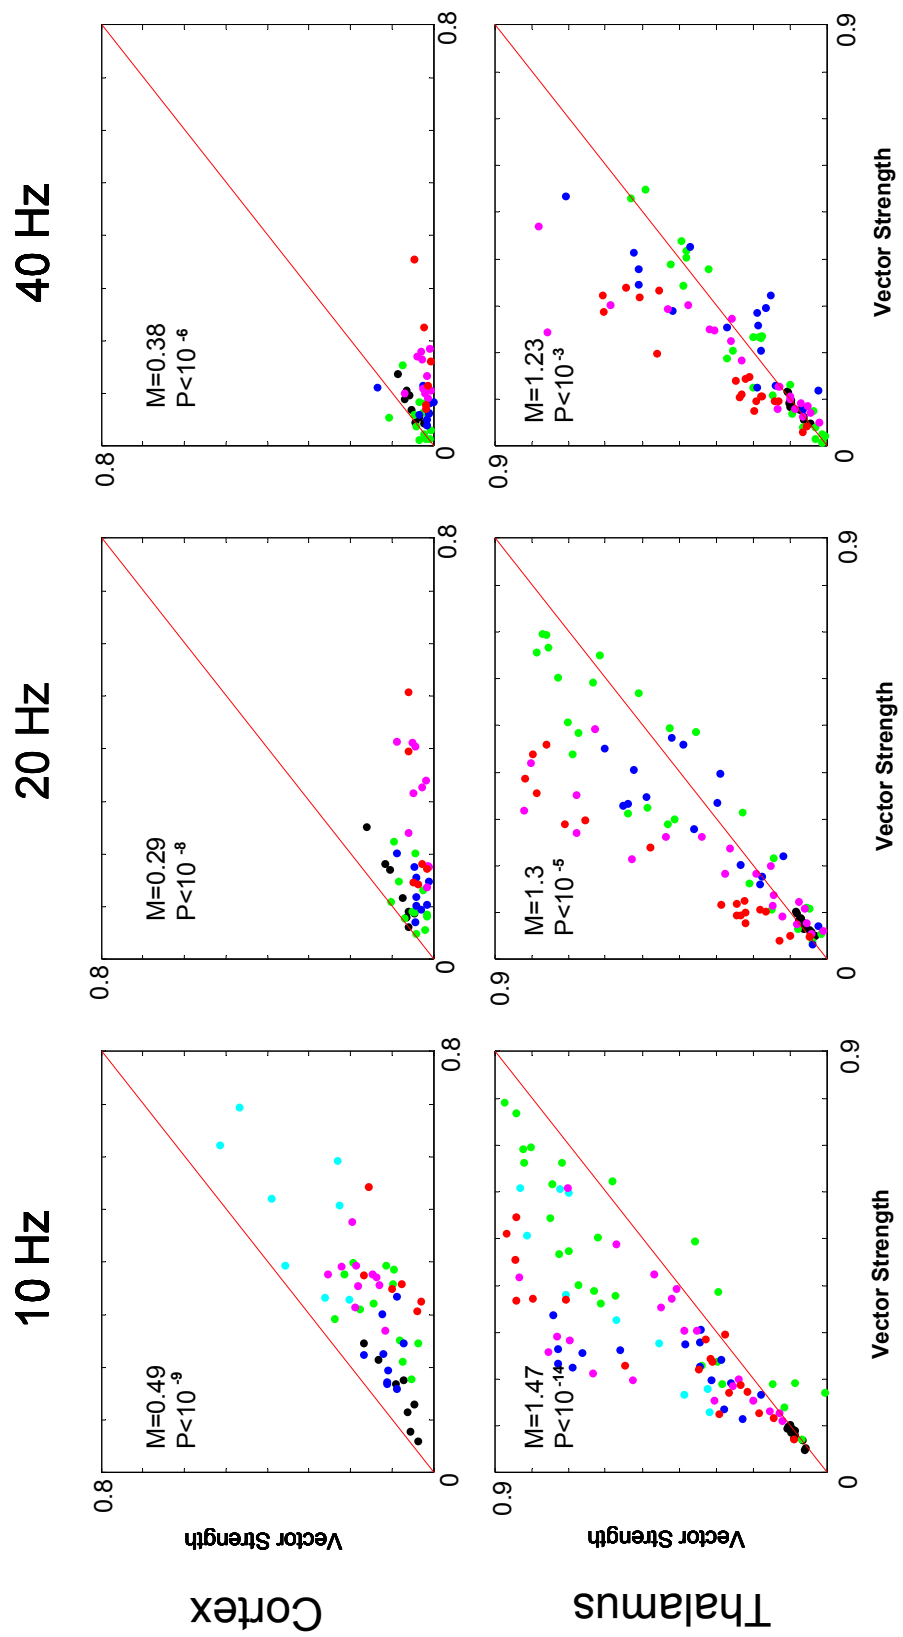 10 Hz
20 Hz
40 Hz
Cortex
Vector Strength
0.8
M=0.49
P<10 -9
0
0.8
0.8
M=0.29
P<10 -8
0
0.8
0.8
M=0.38
P<10 -6
0
0.8
Thalamus
Vector Strength
0.9
M=1.47
P<10 -14
0
0.9
Vector Strength
0.9
M=1.3
P<10 -5
0
0.9
Vector Strength
0.9
M=1.23
P<10 -3
0
0.9
Vector Strength